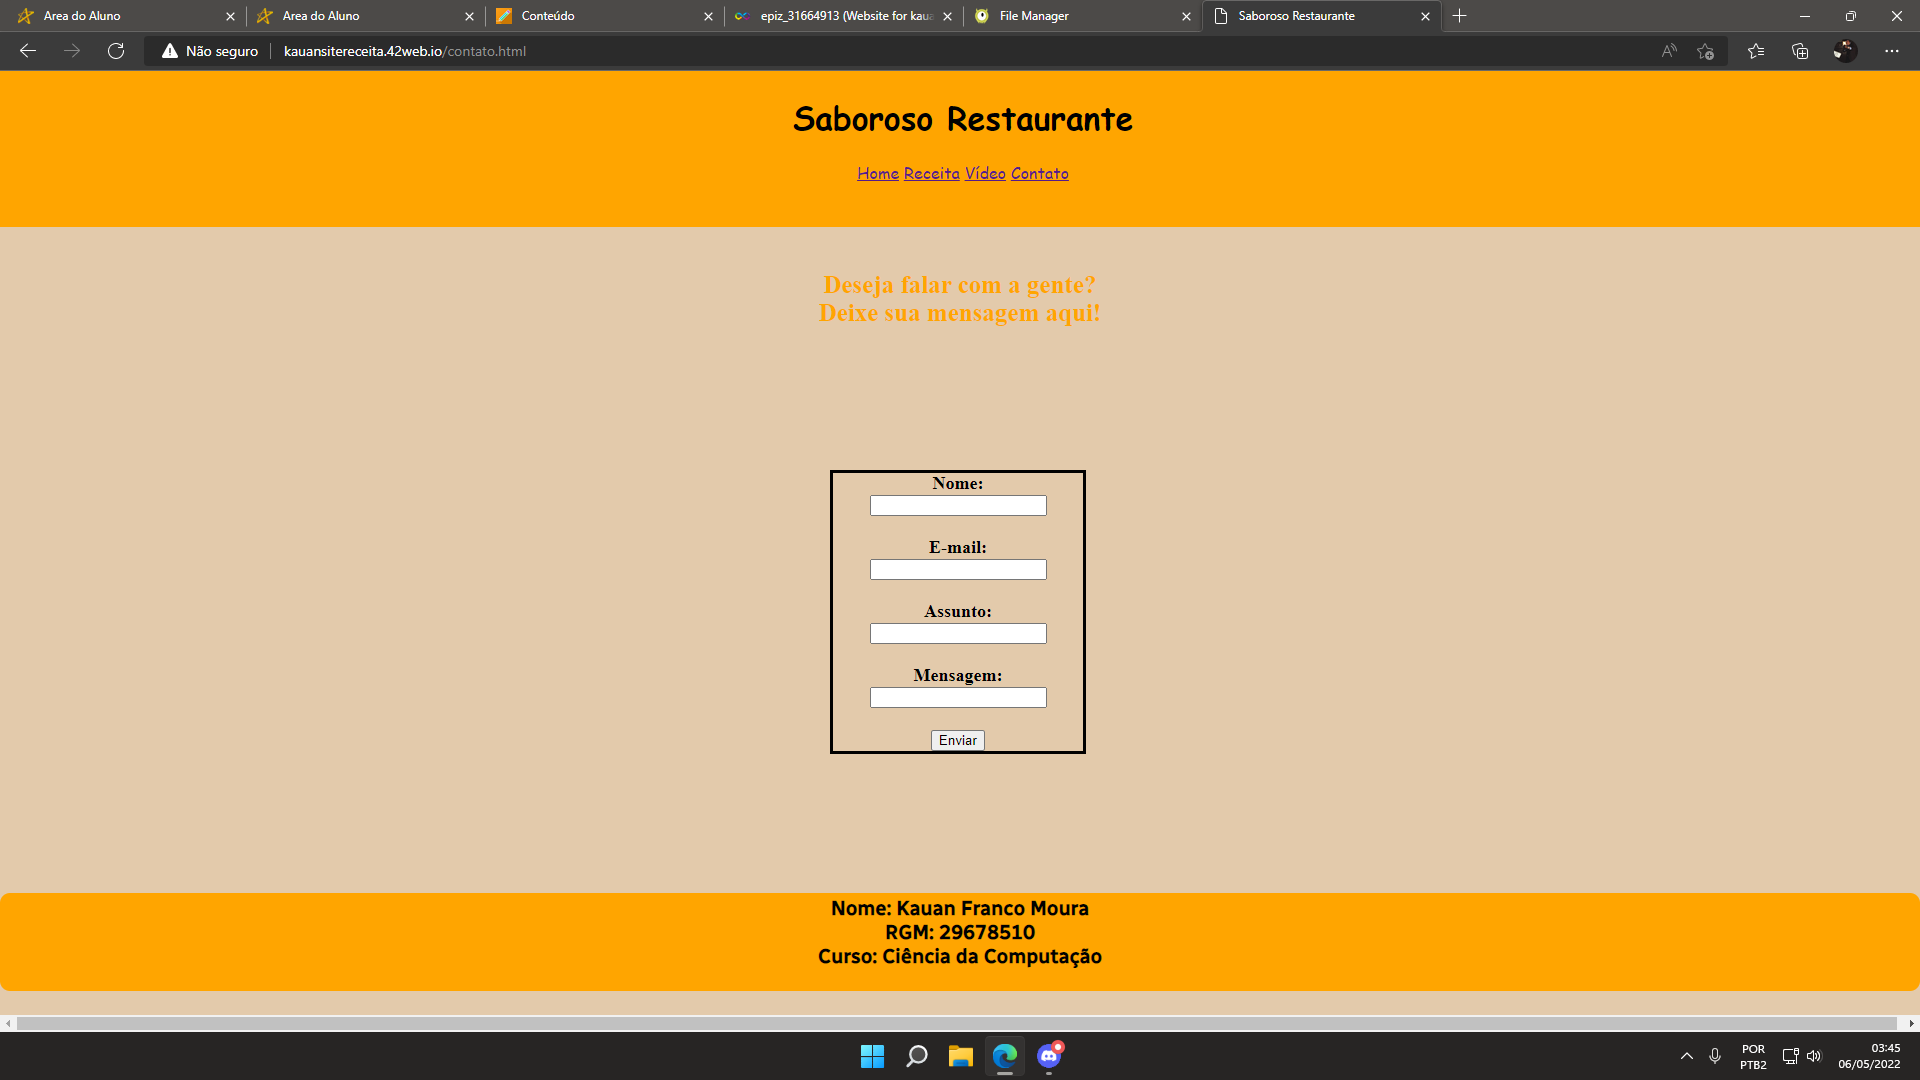 Area do Aluno
Area do Aluno
Conteúdo
epiz_31664913 (Website for kaua
File Manager
Saboroso Restaurante
Não seguro
kauansitereceita.42web.io/contato.html
Saboroso Restaurante
Home Receita Vídeo Contato
Deseja falar com a gente?
Deixe sua mensagem aqui!
Nome:
E-mail:
Assunto:
Mensagem:
Enviar
Nome: Kauan Franco Moura
RGM: 29678510
Curso: Ciência da Computação
POR
PTB2
03:45
06/05/2022